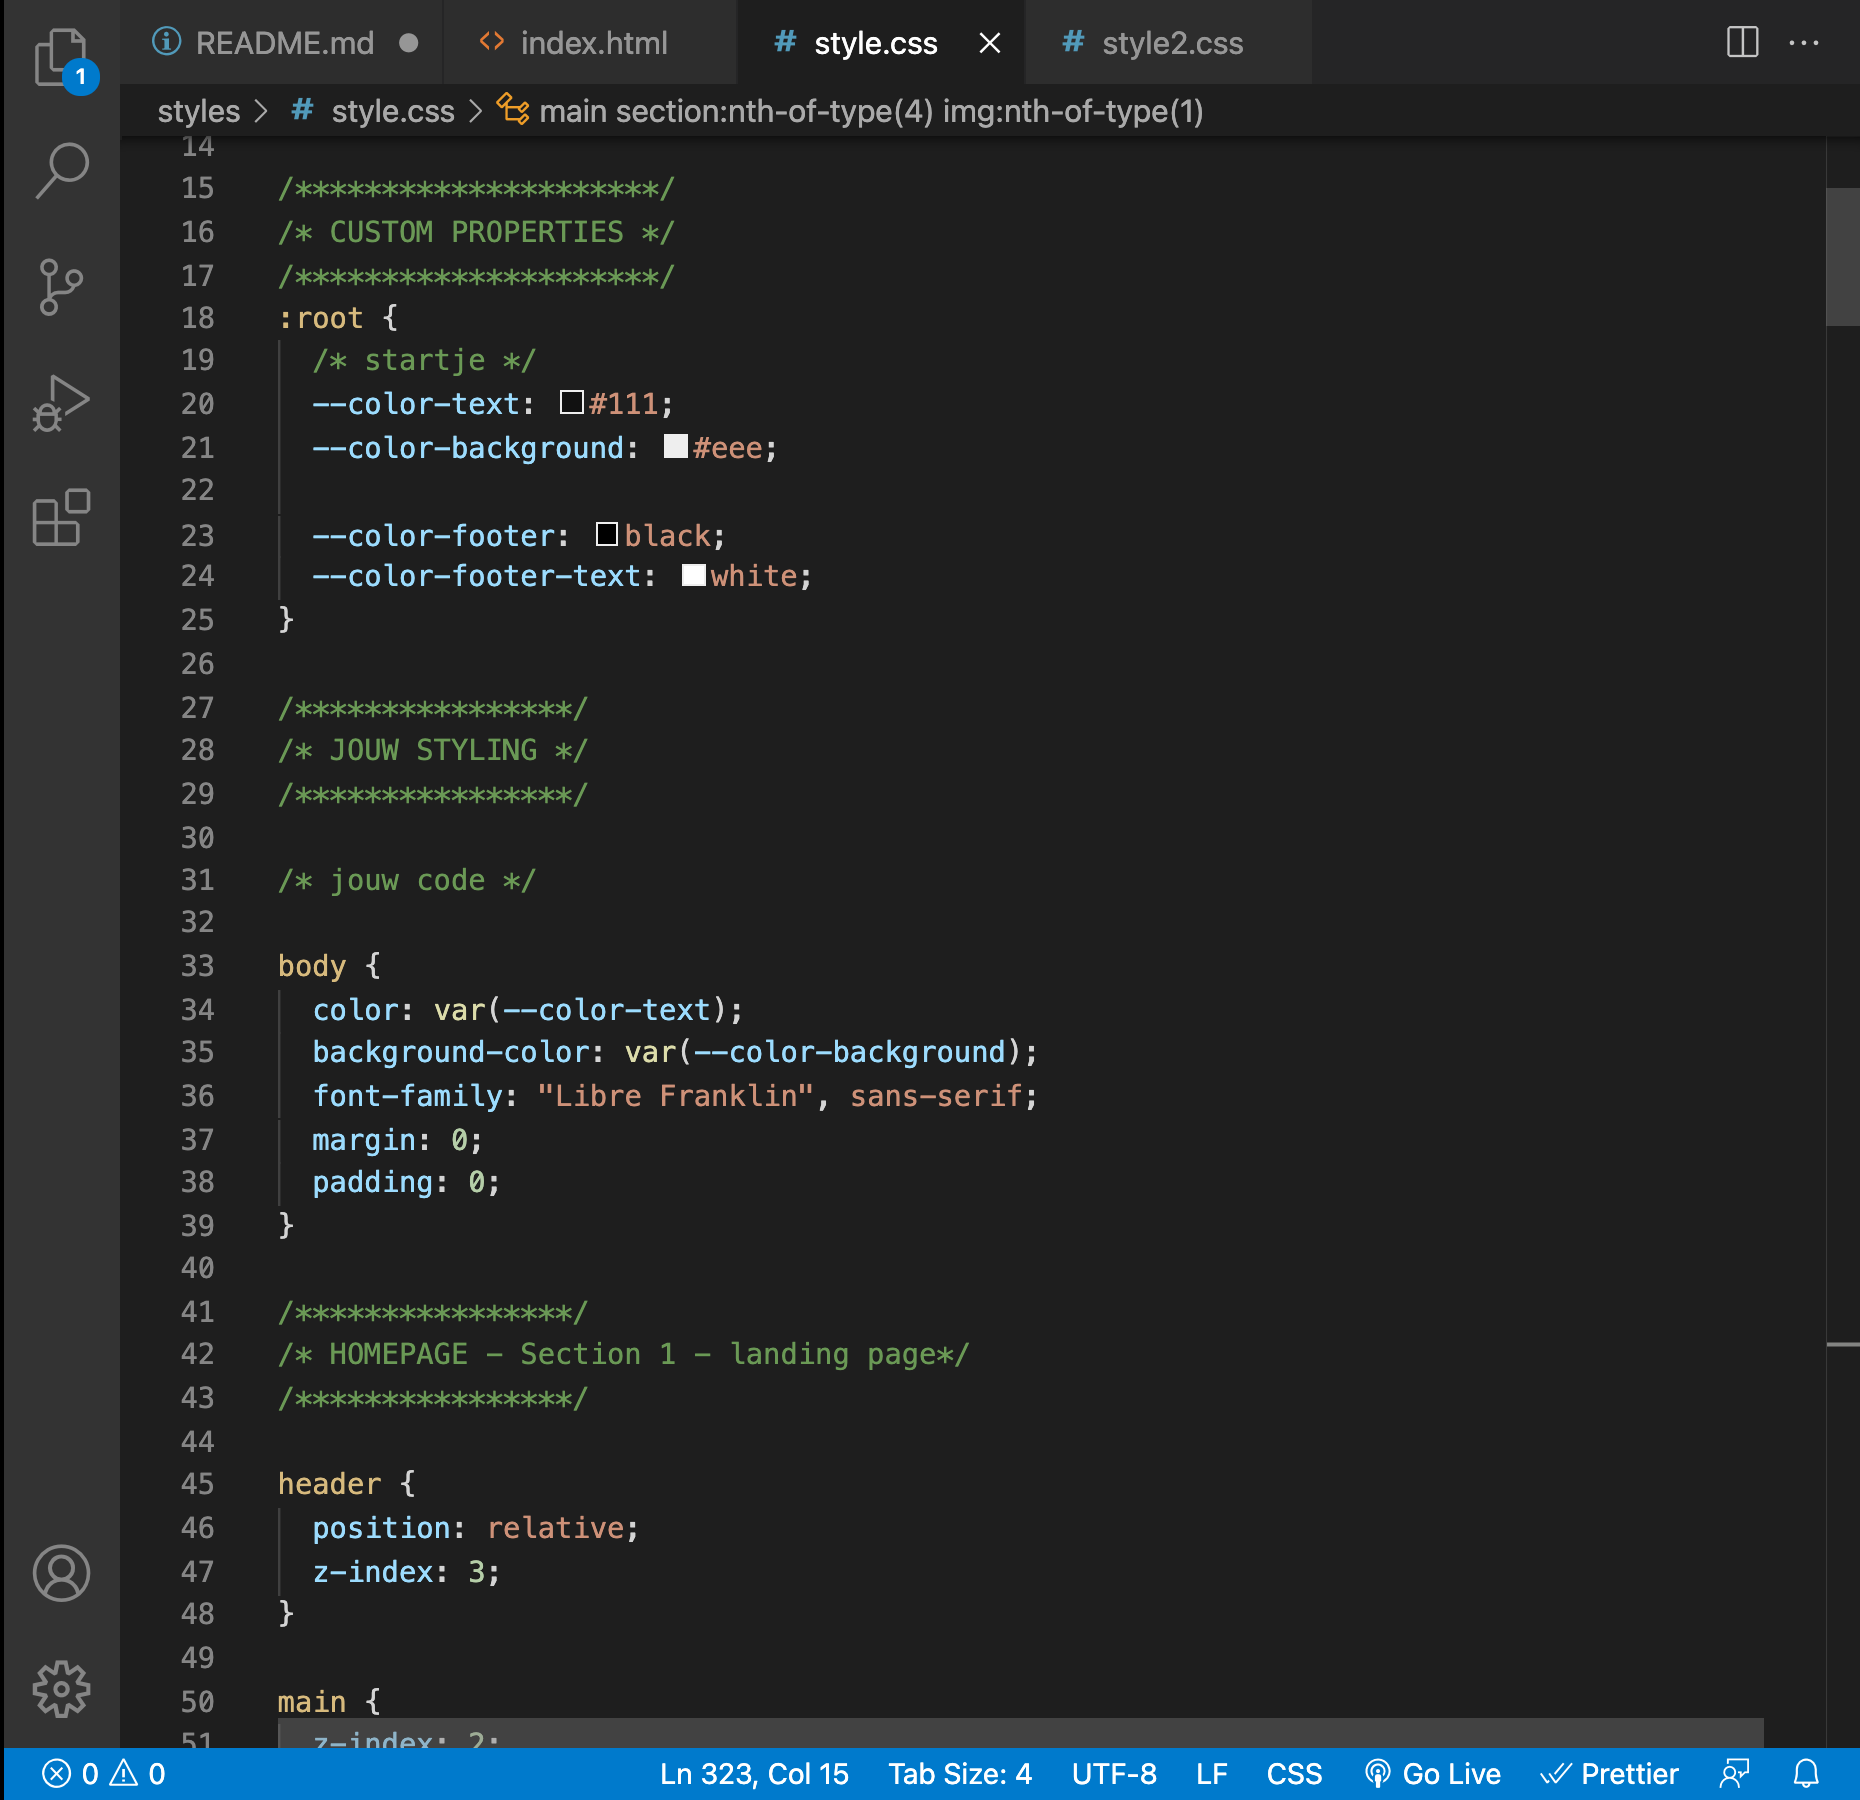 README.md
index.html
# style.css
# style2.css
1
styles > # style.css > main section:nth-of-type(4) img:nth-of-type(1)
14
15 /*********************/
16 /* CUSTOM PROPERTIES */
17 /*********************/
18 :root {
19 /* startje */
20 --color-text: #111;
21 --color-background: #eee;
22
23 --color-footer: black;
24 --color-footer-text: white;
25 }
26
27 /****************/
28 /* JOUW STYLING */
29 /****************/
30
31 /* jouw code */
32
33 body {
34 color: var(--color-text);
35 background-color: var(--color-background);
36 font-family: "Libre Franklin", sans-serif;
37 margin: 0;
38 padding: 0;
39 }
40
41 /****************/
42 /* HOMEPAGE - Section 1 - landing page*/
43 /****************/
44
45 header {
46 position: relative;
47 z-index: 3;
48 }
49
50 main {
51 z-index: 2;
0 0
Ln 323, Col 15
Tab Size: 4
UTF-8
LF
CSS
Go Live
Prettier